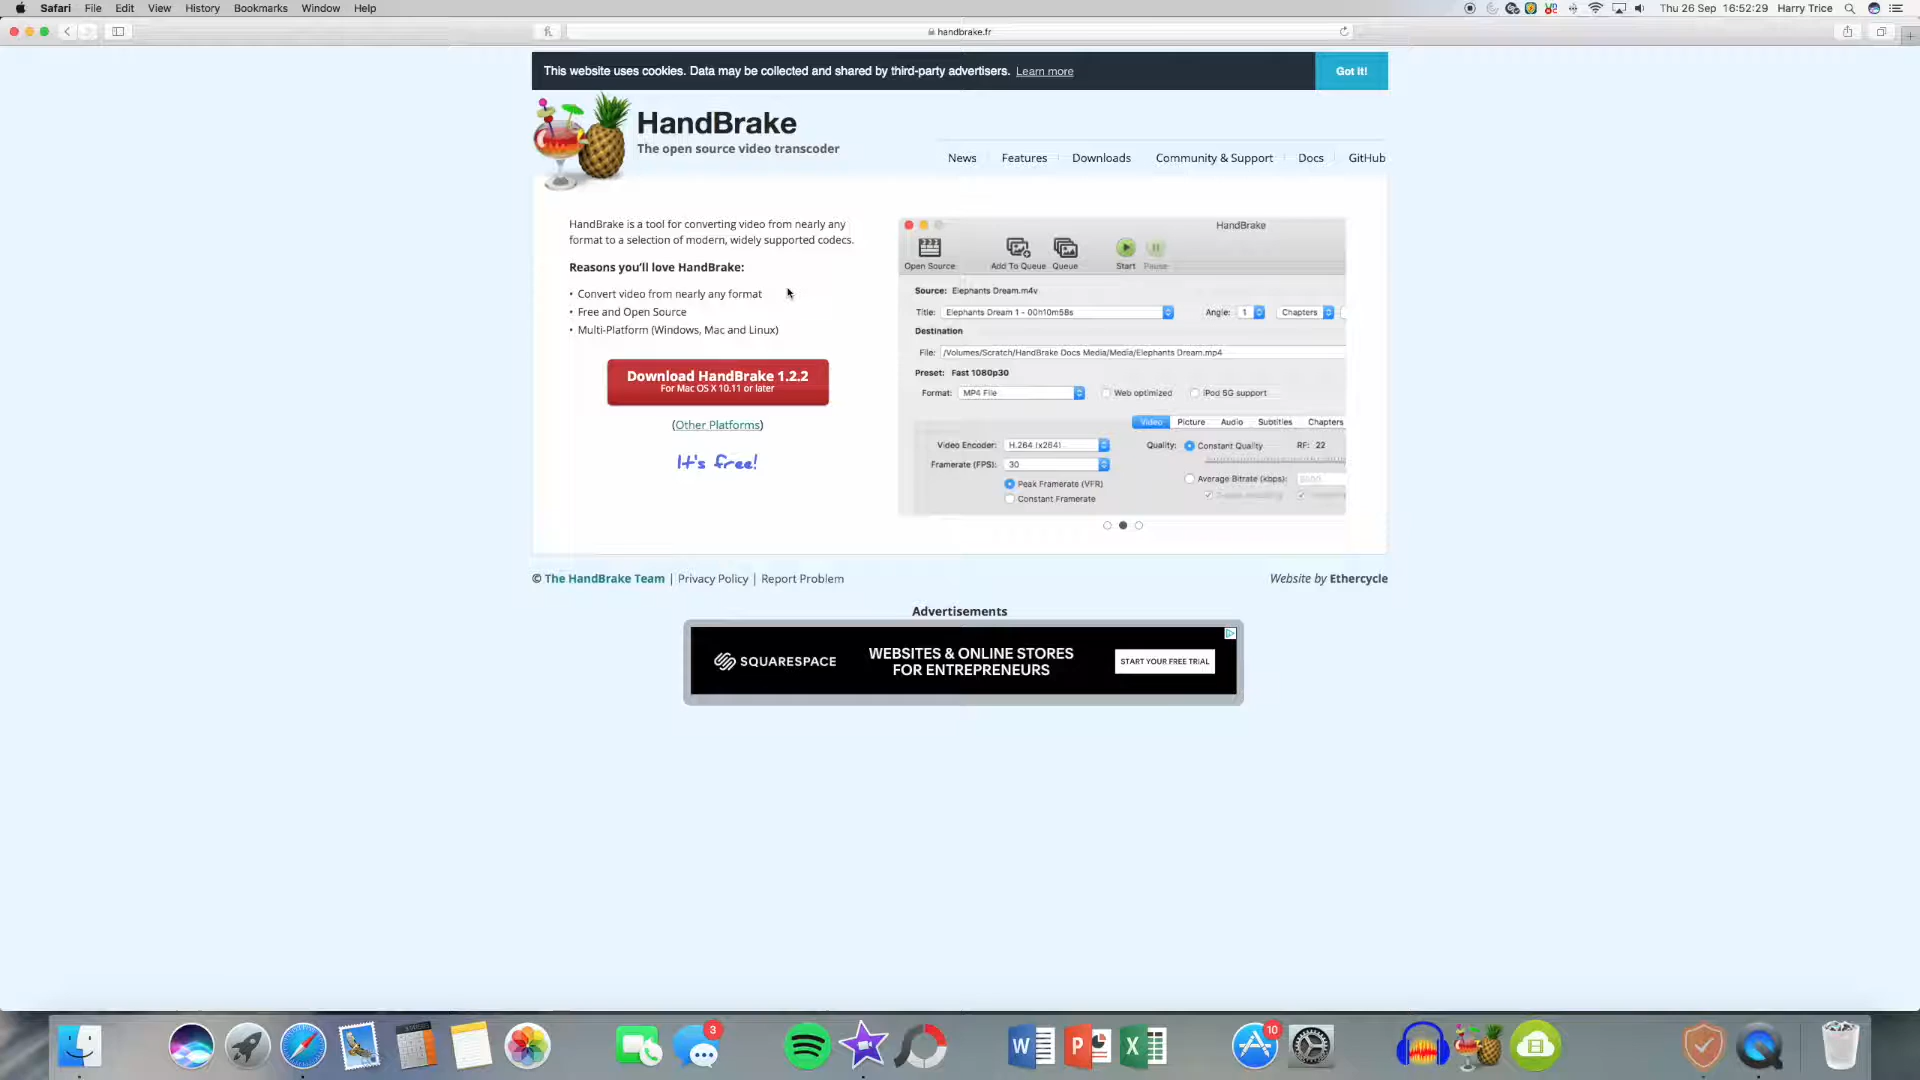 Safari File Edit View History Bookmarks Window Help
Thu 26 Sep 16:52:29 Harry Trice
handbrake.fr
This website uses cookies. Data may be collected and shared by third-party advertisers. Learn more
Got it!
HandBrake
The open source video transcoder
News Features Downloads Community & Support Docs GitHub
HandBrake is a tool for converting video from nearly any
format to a selection of modern, widely supported codecs.
Reasons you'll love HandBrake:
• Convert video from nearly any format
• Free and Open Source
• Multi-Platform (Windows, Mac and Linux)
Download HandBrake 1.2.2
For Mac OS X 10.11 or later
(Other Platforms)
It's free!
HandBrake
Open Source Add To Queue Queue Start Pause
Source: Elephants Dream.m4v
Title: Elephants Dream 1 - 00h10m58s Angle: 1 Chapters
Destination
File: /Volumes/Scratch/HandBrake Docs Media/Media/Elephants Dream.mp4
Preset: Fast 1080p30
Format: MP4 File Web optimized iPod 5G support
Video Picture Audio Subtitles Chapters
Video Encoder: H.264 (x264) Quality: Constant Quality RF: 22
Framerate (FPS): 30
Peak Framerate (VFR) Average Bitrate (kbps):
Constant Framerate
© The HandBrake Team | Privacy Policy | Report Problem
Website by Ethercycle
Advertisements
SQUARESPACE
WEBSITES & ONLINE STORES
FOR ENTREPRENEURS
START YOUR FREE TRIAL
3
10
W P X